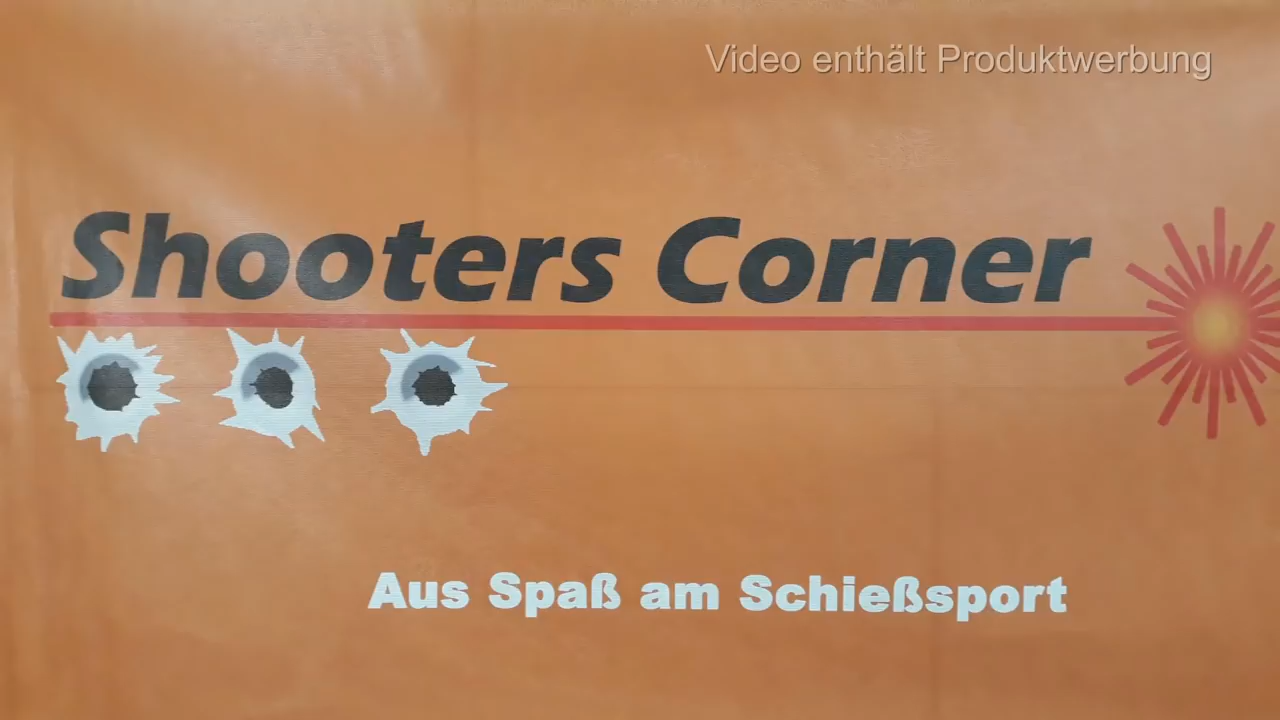 Video enthält Produktwerbung
Shooters Corner
Aus Spaß am Schießsport